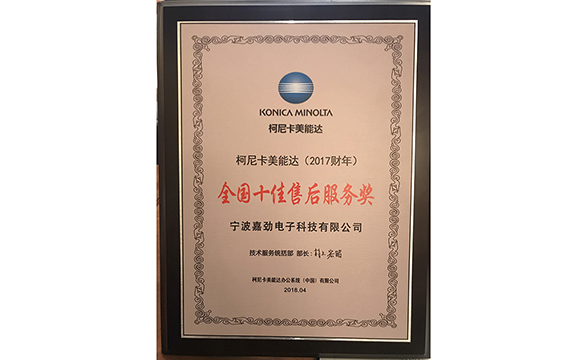 KONICA MINOLTA
柯尼卡美能达
柯尼卡美能达（2017财年）
全国十佳售后服务奖
宁波嘉劲电子科技有限公司
技术服务统括部 部长：
柯尼卡美能达办公系统（中国）有限公司
2018.04